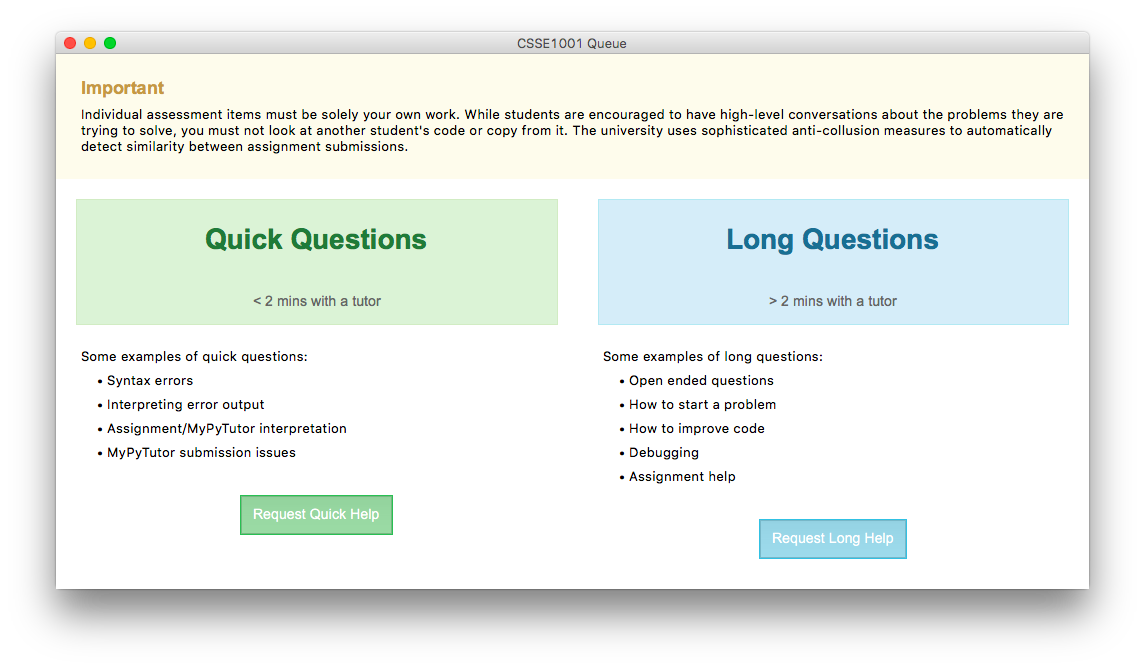 CSSE1001 Queue
Important
Individual assessment items must be solely your own work. While students are encouraged to have high-level conversations about the problems they are
trying to solve, you must not look at another student's code or copy from it. The university uses sophisticated anti-collusion measures to automatically
detect similarity between assignment submissions.
Quick Questions
< 2 mins with a tutor
Some examples of quick questions:
• Syntax errors
• Interpreting error output
• Assignment/MyPyTutor interpretation
• MyPyTutor submission issues
Request Quick Help
Long Questions
> 2 mins with a tutor
Some examples of long questions:
• Open ended questions
• How to start a problem
• How to improve code
• Debugging
• Assignment help
Request Long Help